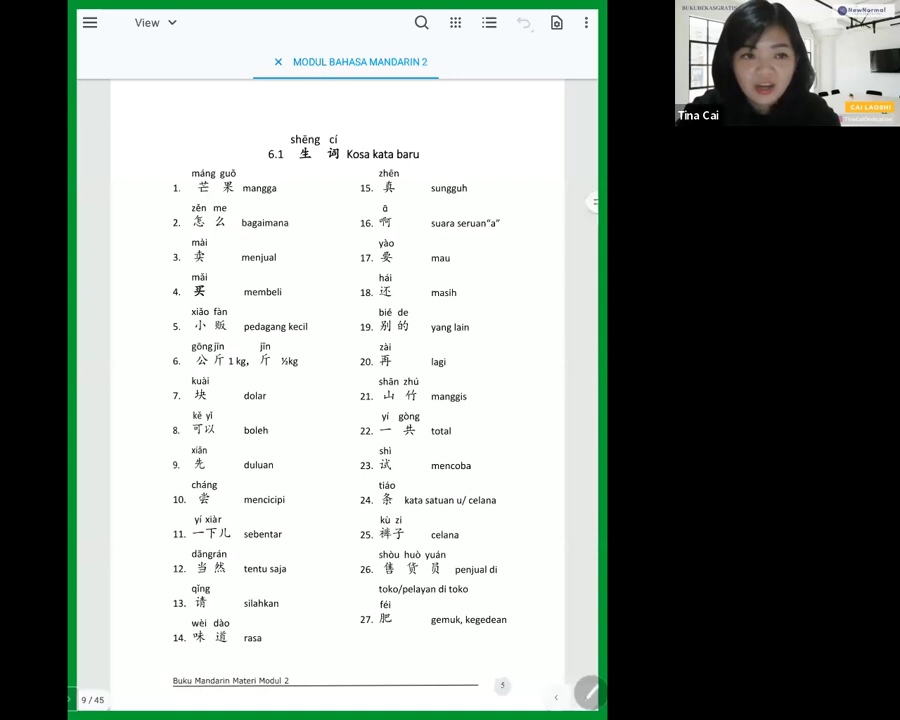 View
× MODUL BAHASA MANDARIN 2
shēng cí
6.1 生 词 Kosa kata baru
máng guǒ
1. 芒 果 mangga
zěn me
2. 怎 么 bagaimana
mài
3. 卖 menjual
mǎi
4. 买 membeli
xiǎo fàn
5. 小 贩 pedagang kecil
gōngjīn jīn
6. 公 斤 1 kg, 斤 ½kg
kuài
7. 块 dolar
kě yǐ
8. 可以 boleh
xiān
9. 先 duluan
cháng
10. 尝 mencicipi
yí xiàr
11. 一下儿 sebentar
dāngrán
12. 当 然 tentu saja
qǐng
13. 请 silahkan
wèi dào
14. 味 道 rasa
zhēn
15. 真 sungguh
ā
16. 啊 suara seruan"a"
yào
17. 要 mau
hái
18. 还 masih
bié de
19. 别 的 yang lain
zài
20. 再 lagi
shān zhú
21. 山 竹 manggis
yí gòng
22. 一 共 total
shì
23. 试 mencoba
tiáo
24. 条 kata satuan u/ celana
kù zi
25. 裤子 celana
shòu huò yuán
26. 售 货 员 penjual di
toko/pelayan di toko
féi
27. 肥 gemuk, kegedean
Buku Mandarin Materi Modul 2
5
9 / 45
BUKUBEKASGRATIS
NewNormal
CAI LAOSHI
Tina Cai